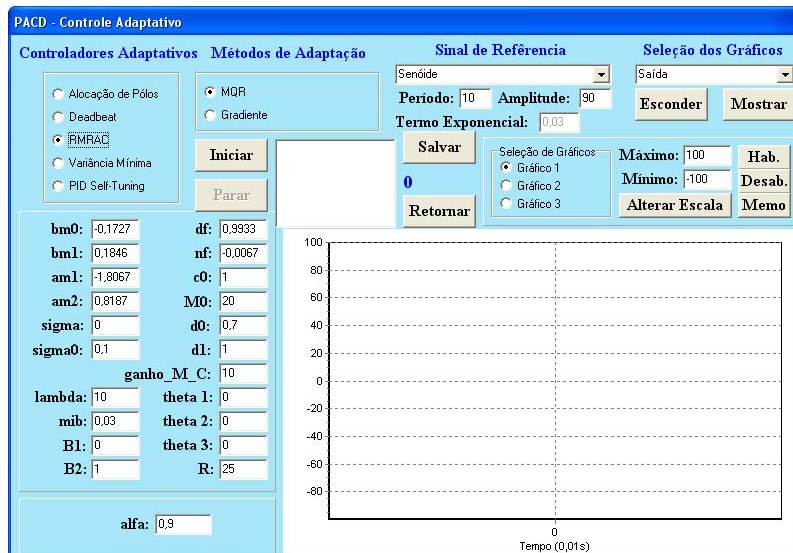 PACD - Controle Adaptativo
Controladores Adaptativos
Alocação de Pólos
Deadbeat
RMRAC
Variância Mínima
PID Self-Tuning
Métodos de Adaptação
MQR
Gradiente
Iniciar
Parar
Sinal de Refêrencia
Senóide
Período: 10 Amplitude: 90
Termo Exponencial: 0,03
Salvar
0
Retornar
Seleção dos Gráficos
Saída
Esconder Mostrar
Seleção de Gráficos
Gráfico 1
Gráfico 2
Gráfico 3
Máximo: 100 Hab.
Mínimo: -100 Desab.
Alterar Escala Memo
bm0: -0,1727 df: 0,9933
bm1: 0,1846 nf: -0,0067
am1: -1,8067 c0: 1
am2: 0,8187 M0: 20
sigma: 0 d0: 0,7
sigma0: 0,1 d1: 1
ganho_M_C: 10
lambda: 10 theta 1: 0
mib: 0,03 theta 2: 0
B1: 0 theta 3: 0
B2: 1 R: 25
alfa: 0,9
100
80
60
40
20
0
-20
-40
-60
-80
0
Tempo (0,01s)